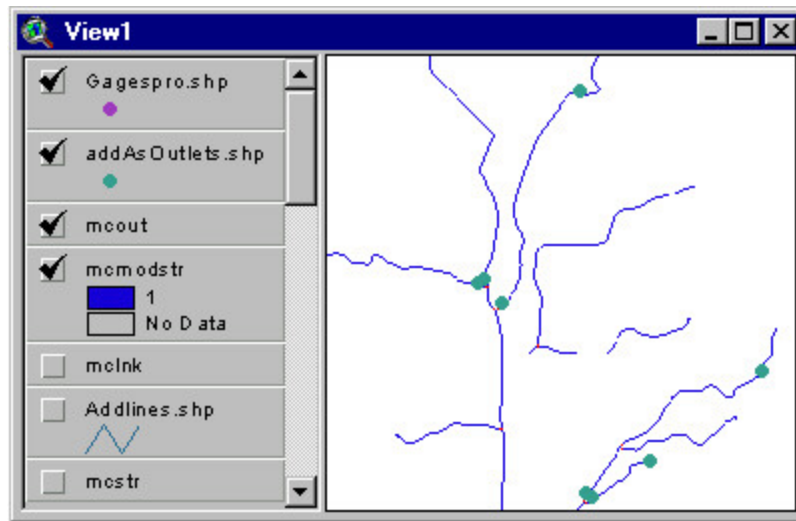 View1
Gagespro.shp
addAsOutlets.shp
mcout
mcmodstr
1
No Data
mclnk
Addlines.shp
mcstr